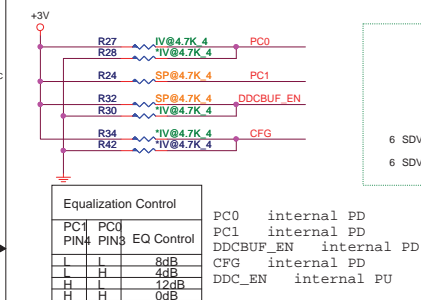 +3V
R27 IV@4.7K_4 PC0
R28 *IV@4.7K_4
R24 SP@4.7K_4 PC1
R32 SP@4.7K_4 DDCBUF_EN
R30 *IV@4.7K_4
R34 *IV@4.7K_4 CFG
R42 *IV@4.7K_4
c
6 SDV
6 SDV
Equalization Control
PC1 PC0
PIN4 PIN3 EQ Control
L L 8dB
L H 4dB
H L 12dB
H H 0dB
PC0 internal PD
PC1 internal PD
DDCBUF_EN internal PD
CFG internal PD
DDC_EN internal PU